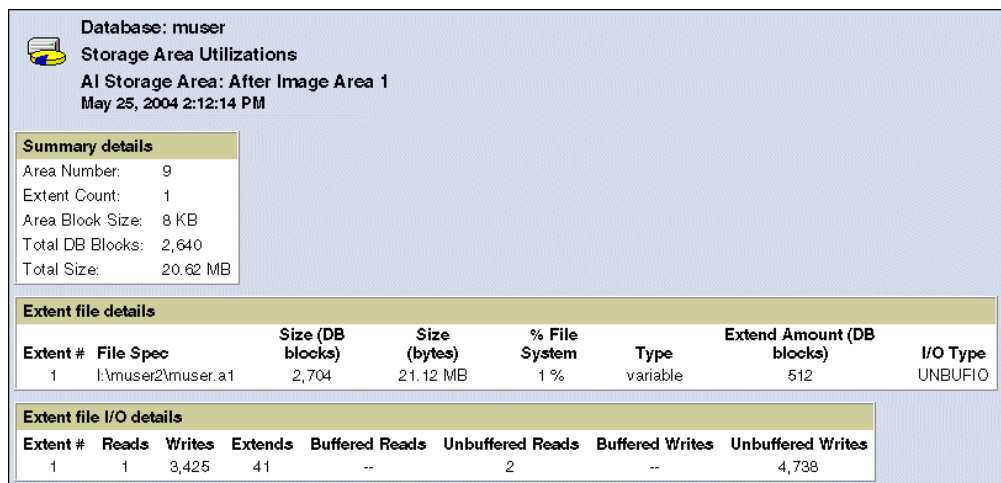 Database: muser
Storage Area Utilizations
AI Storage Area: After Image Area 1
May 25, 2004 2:12:14 PM
Summary details
Area Number: 9
Extent Count: 1
Area Block Size: 8 KB
Total DB Blocks: 2,640
Total Size: 20.62 MB
Extent file details
Extent # File Spec Size (DB blocks) Size (bytes) % File System Type Extend Amount (DB blocks) I/O Type
1 I:\muser2\muser.a1 2,704 21.12 MB 1 % variable 512 UNBUFIO
Extent file I/O details
Extent # Reads Writes Extends Buffered Reads Unbuffered Reads Buffered Writes Unbuffered Writes
1 1 3,425 41 -- 2 -- 4,738